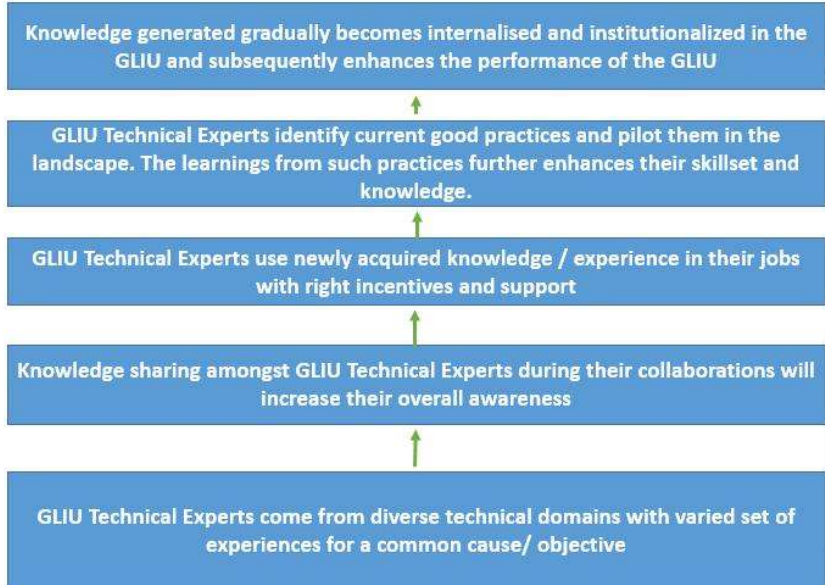 Knowledge generated gradually becomes internalised and institutionalized in the
GLIU and subsequently enhances the performance of the GLIU
GLIU Technical Experts identify current good practices and pilot them in the
landscape. The learnings from such practices further enhances their skillset and
knowledge.
GLIU Technical Experts use newly acquired knowledge / experience in their jobs
with right incentives and support
Knowledge sharing amongst GLIU Technical Experts during their collaborations will
increase their overall awareness
GLIU Technical Experts come from diverse technical domains with varied set of
experiences for a common cause/ objective